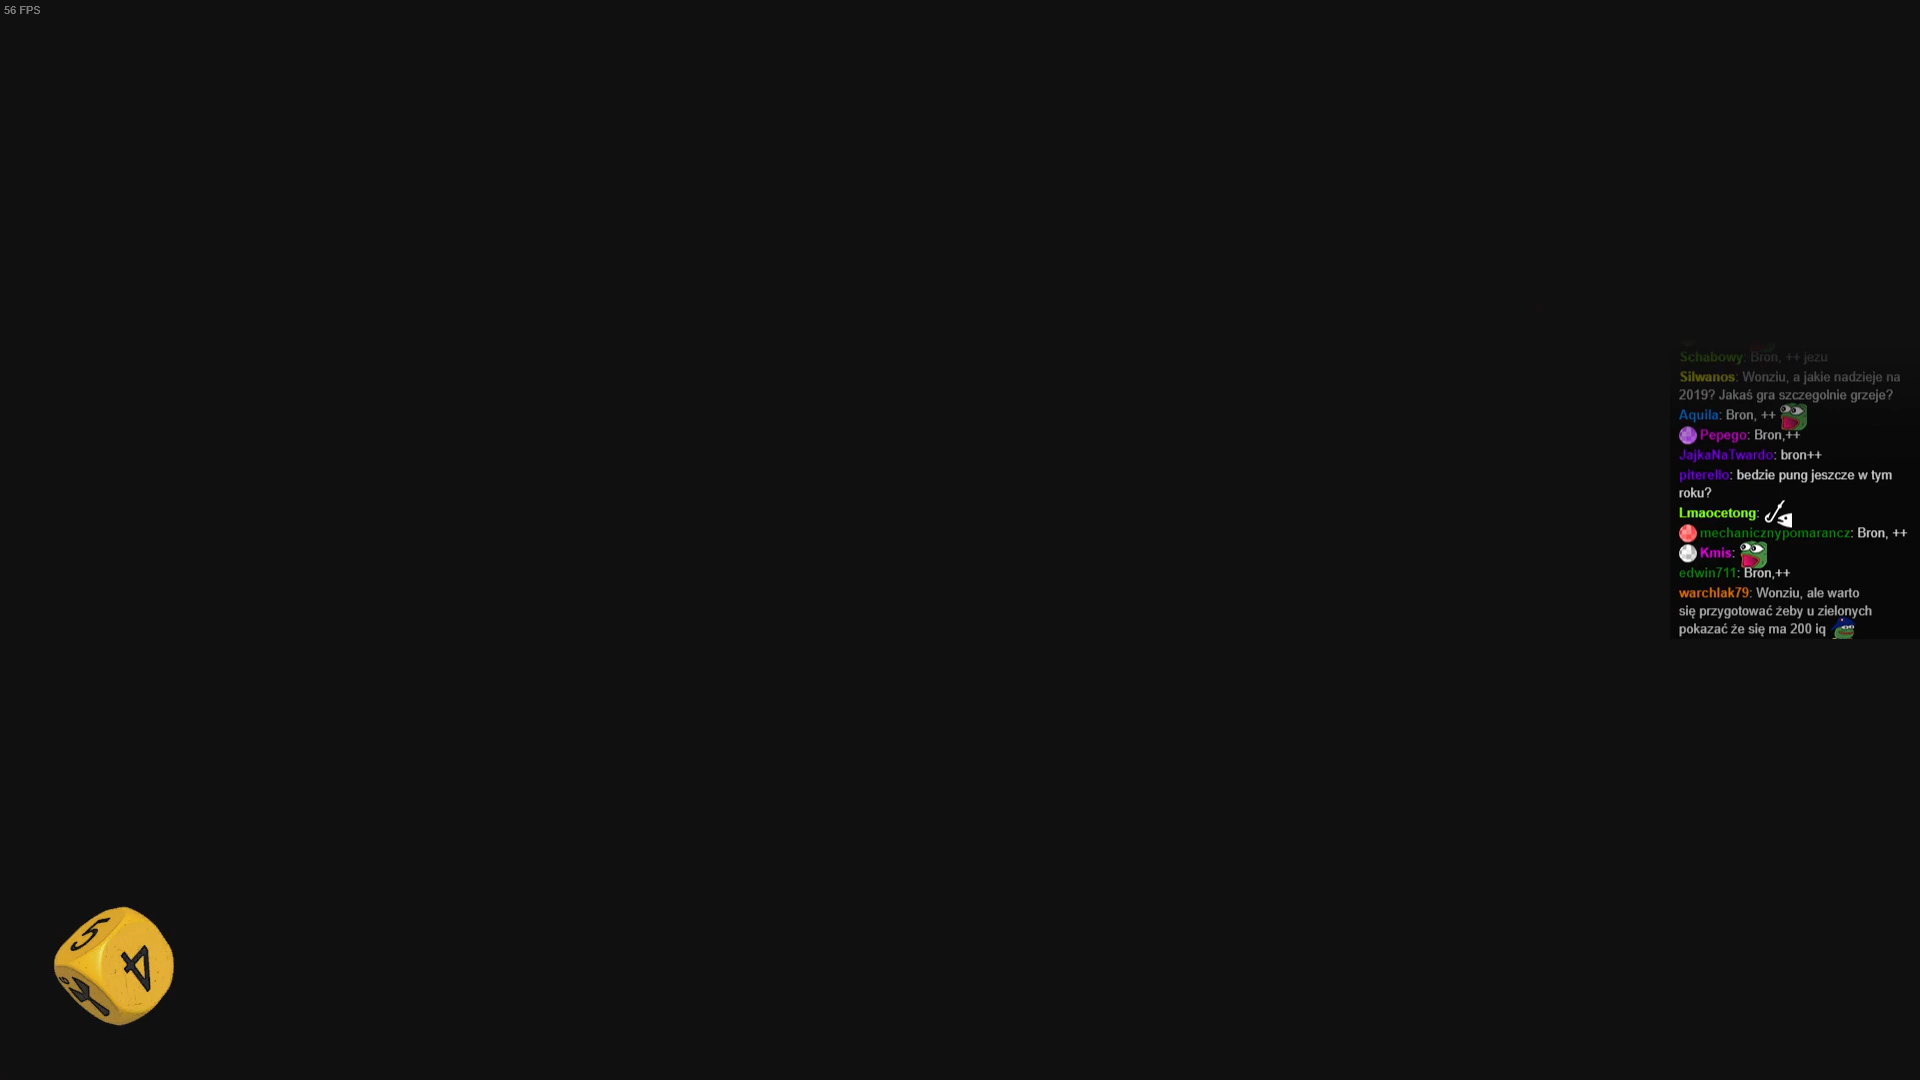 56 FPS
Schabowy: Bron, ++ jezu
Silwanos: Wonziu, a jakie nadzieje na
2019? Jakaś gra szczegolnie grzeje?
Aquila: Bron, ++
Pepego: Bron,++
JajkaNaTwardo: bron++
piterello: bedzie pung jeszcze w tym
roku?
Lmaocetong:
mechanicznypomarancz: Bron, ++
Kmis:
edwin711: Bron,++
warchlak79: Wonziu, ale warto
się przygotować żeby u zielonych
pokazać że się ma 200 iq
5
4